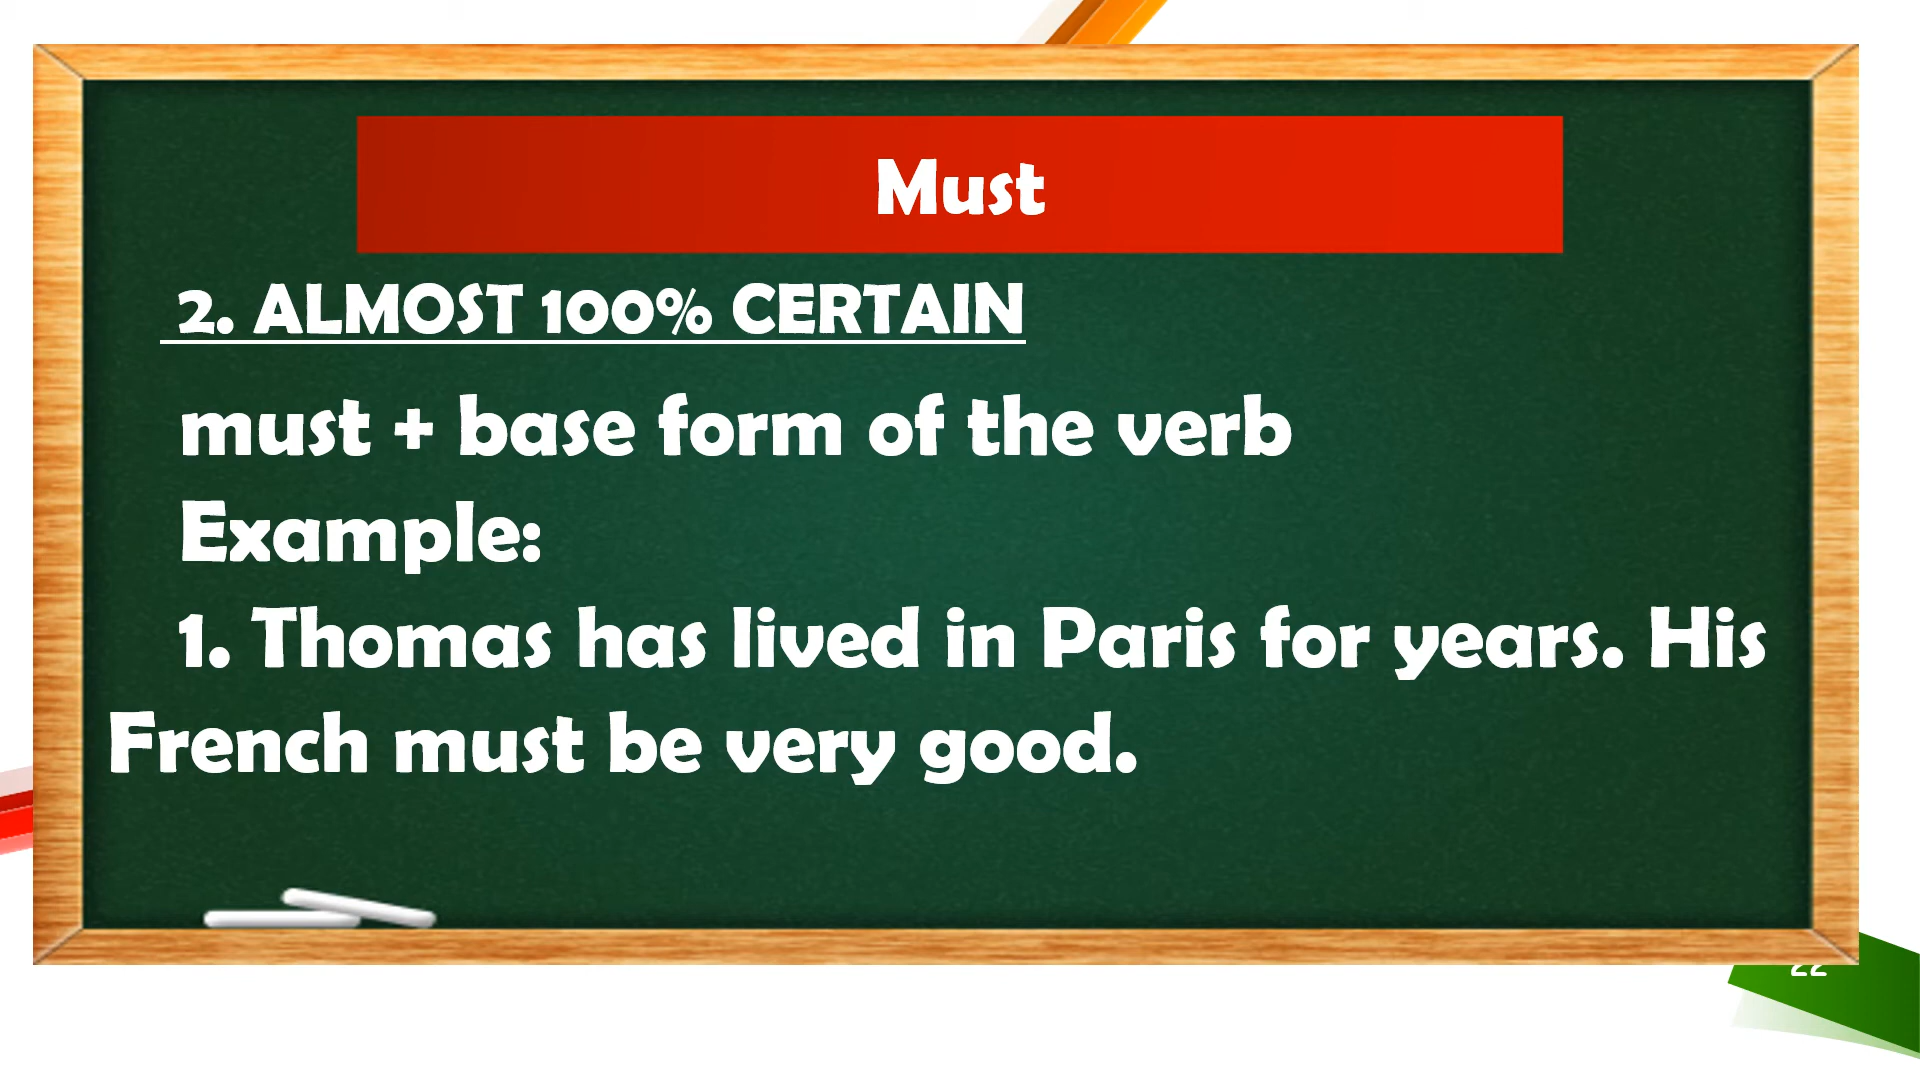 Must
2. ALMOST 100% CERTAIN
must + base form of the verb
Example:
1. Thomas has lived in Paris for years. His
French must be very good.
22